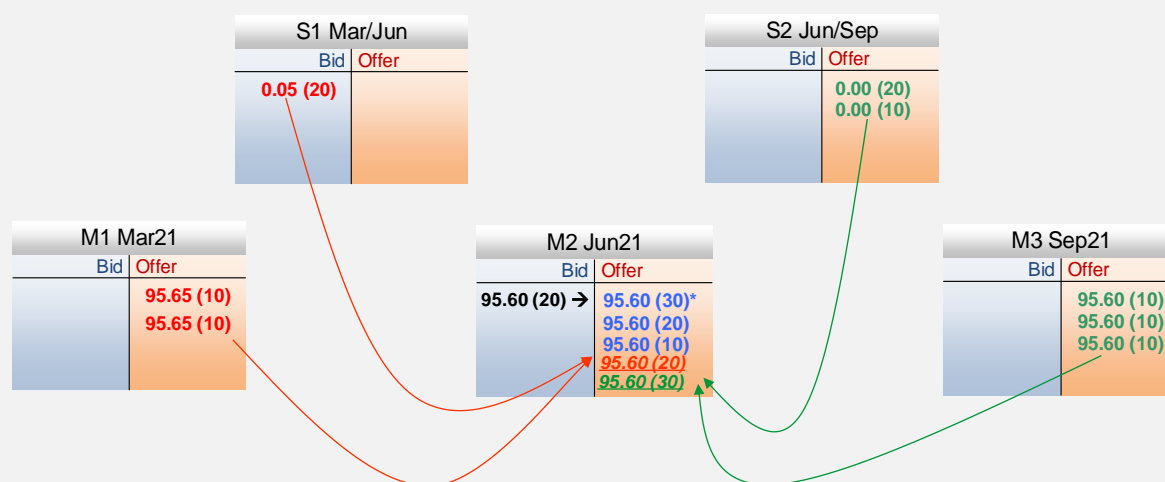 S1 Mar/Jun
Bid Offer
0.05 (20)
S2 Jun/Sep
Bid Offer
0.00 (20)
0.00 (10)
M1 Mar21
Bid Offer
95.65 (10)
95.65 (10)
M2 Jun21
Bid Offer
95.60 (20) → 95.60 (30)*
95.60 (20)
95.60 (10)
95.60 (20)
95.60 (30)
M3 Sep21
Bid Offer
95.60 (10)
95.60 (10)
95.60 (10)